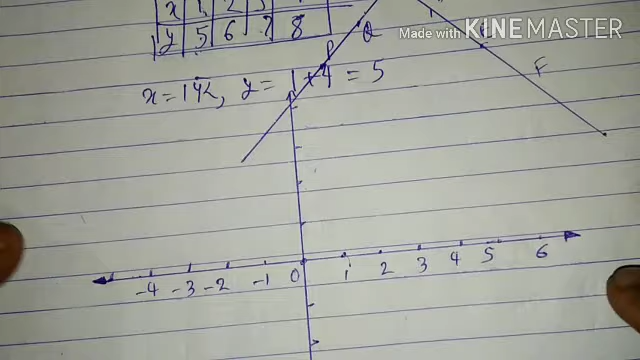 x 1 2 3
y 5 6 7 8
Made with KINEMASTER
P Q E F
x = 1 y = 1+4 = 5
-4 -3 -2 -1 0 1 2 3 4 5 6